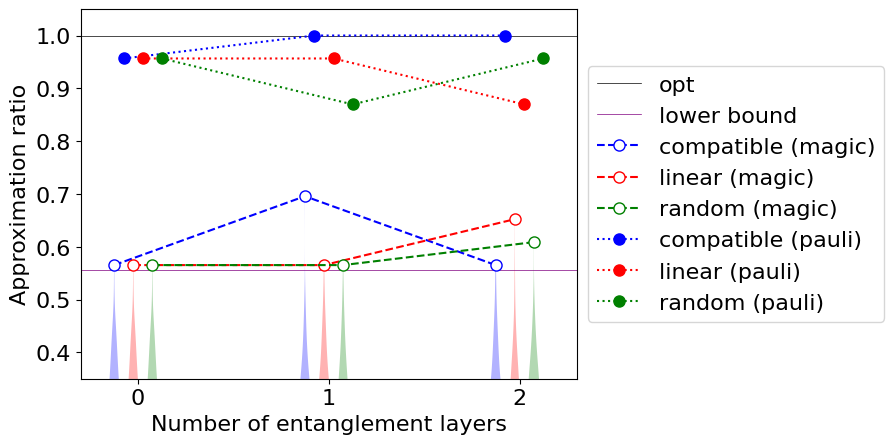 1.0
0.9
0.8
0.7
0.6
0.5
0.4
Approximation ratio
0
1
2
Number of entanglement layers
opt
lower bound
compatible (magic)
linear (magic)
random (magic)
compatible (pauli)
linear (pauli)
random (pauli)